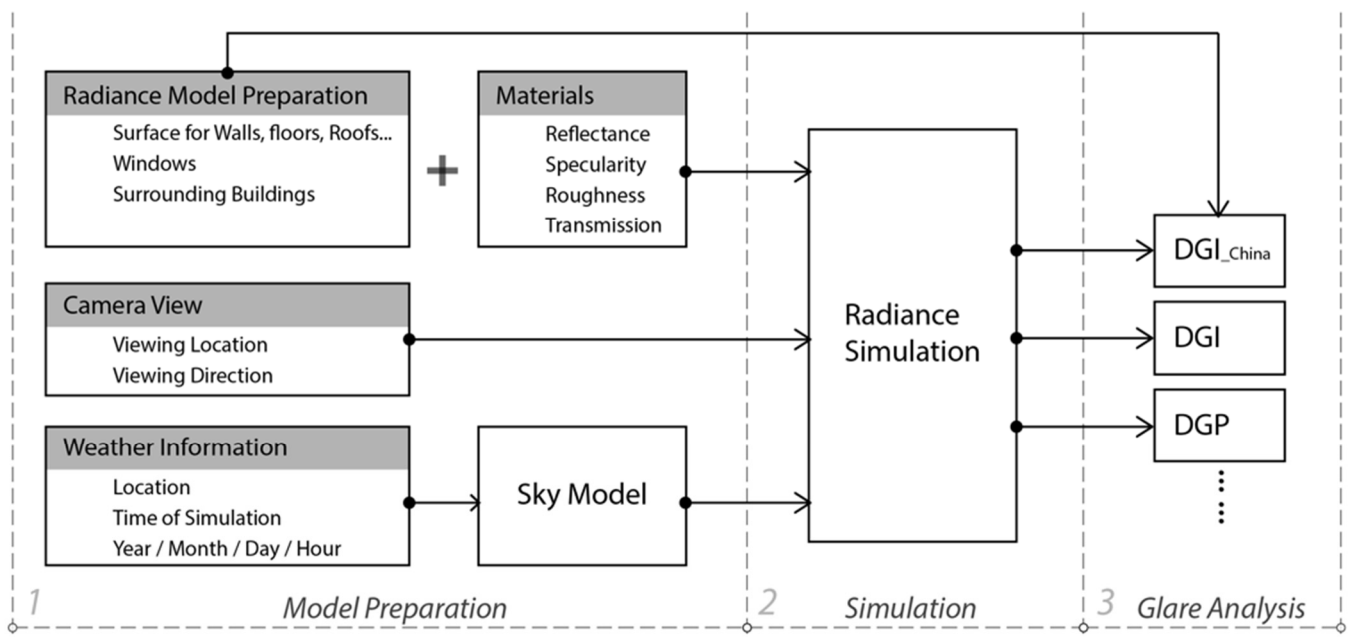 Radiance Model Preparation
Surface for Walls, floors, Roofs...
Windows
Surrounding Buildings
+
Materials
Reflectance
Specularity
Roughness
Transmission
Camera View
Viewing Location
Viewing Direction
Weather Information
Location
Time of Simulation
Year / Month / Day / Hour
Sky Model
Radiance
Simulation
DGI_China
DGI
DGP
1 Model Preparation
2 Simulation
3 Glare Analysis